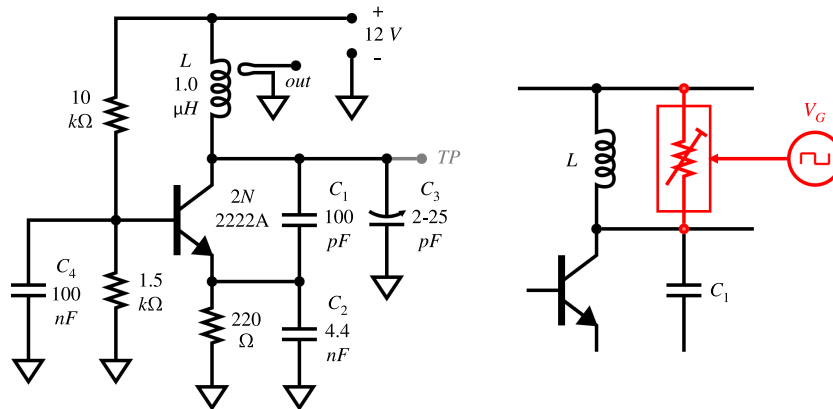 +
12 V
-
L
1.0
μH
out
10
kΩ
TP
2N
2222A
C1
100
pF
C3
2-25
pF
C4
100
nF
1.5
kΩ
220
Ω
C2
4.4
nF
VG
L
C1